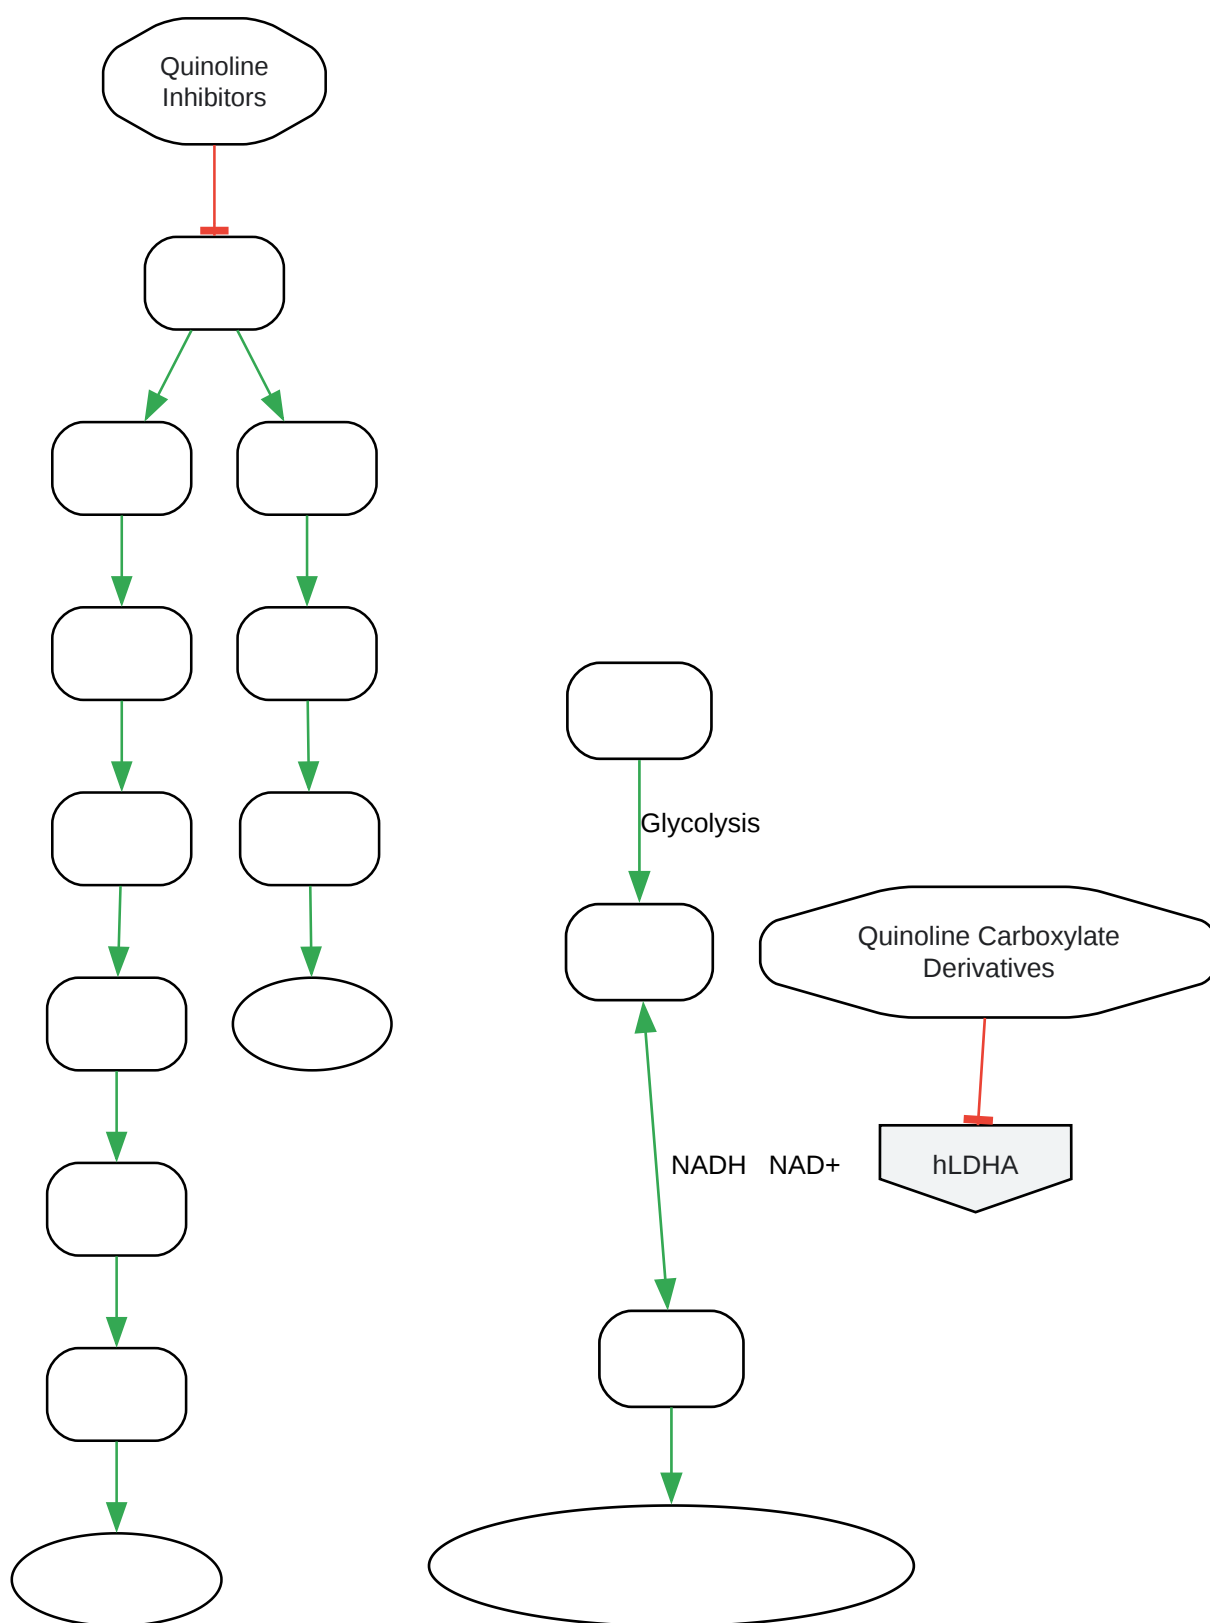 Quinoline
Inhibitors
Glycolysis
Quinoline Carboxylate
Derivatives
NADH   NAD+
hLDHA